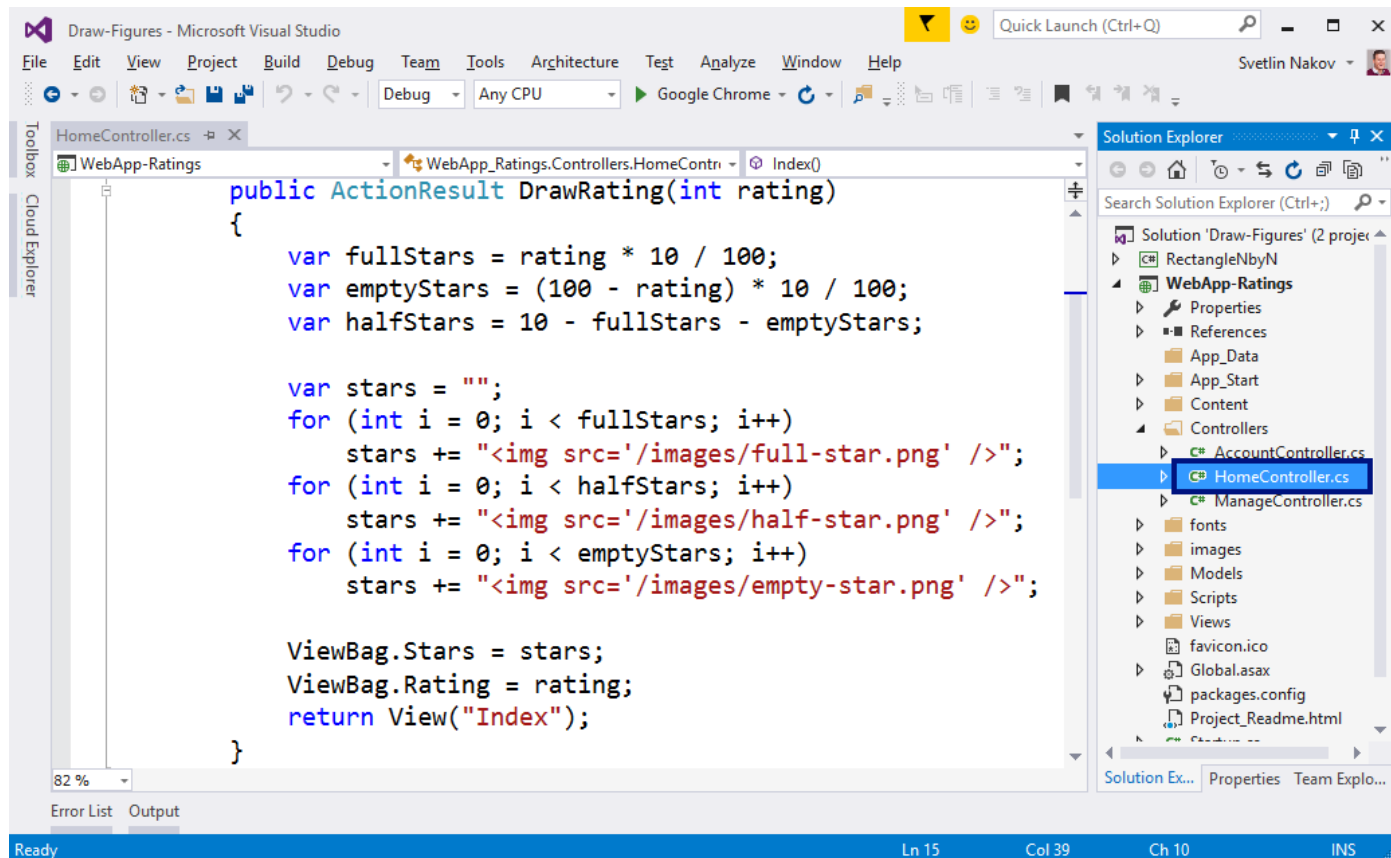 Draw-Figures - Microsoft Visual Studio
Quick Launch (Ctrl+Q)
File Edit View Project Build Debug Team Tools Architecture Test Analyze Window Help
Svetlin Nakov
Debug Any CPU Google Chrome
Toolbox
Cloud Explorer
HomeController.cs
WebApp-Ratings WebApp_Ratings.Controllers.HomeContr Index()
public ActionResult DrawRating(int rating)
{
var fullStars = rating * 10 / 100;
var emptyStars = (100 - rating) * 10 / 100;
var halfStars = 10 - fullStars - emptyStars;
var stars = "";
for (int i = 0; i < fullStars; i++)
stars += "<img src='/images/full-star.png' />";
for (int i = 0; i < halfStars; i++)
stars += "<img src='/images/half-star.png' />";
for (int i = 0; i < emptyStars; i++)
stars += "<img src='/images/empty-star.png' />";
ViewBag.Stars = stars;
ViewBag.Rating = rating;
return View("Index");
}
82 %
Solution Explorer
Search Solution Explorer (Ctrl+;)
Solution 'Draw-Figures' (2 projec
C# RectangleNbyN
WebApp-Ratings
Properties
References
App_Data
App_Start
Content
Controllers
C# AccountController.cs
C# HomeController.cs
C# ManageController.cs
fonts
images
Models
Scripts
Views
favicon.ico
Global.asax
packages.config
Project_Readme.html
Solution Ex... Properties Team Explo...
Error List Output
Ready Ln 15 Col 39 Ch 10 INS